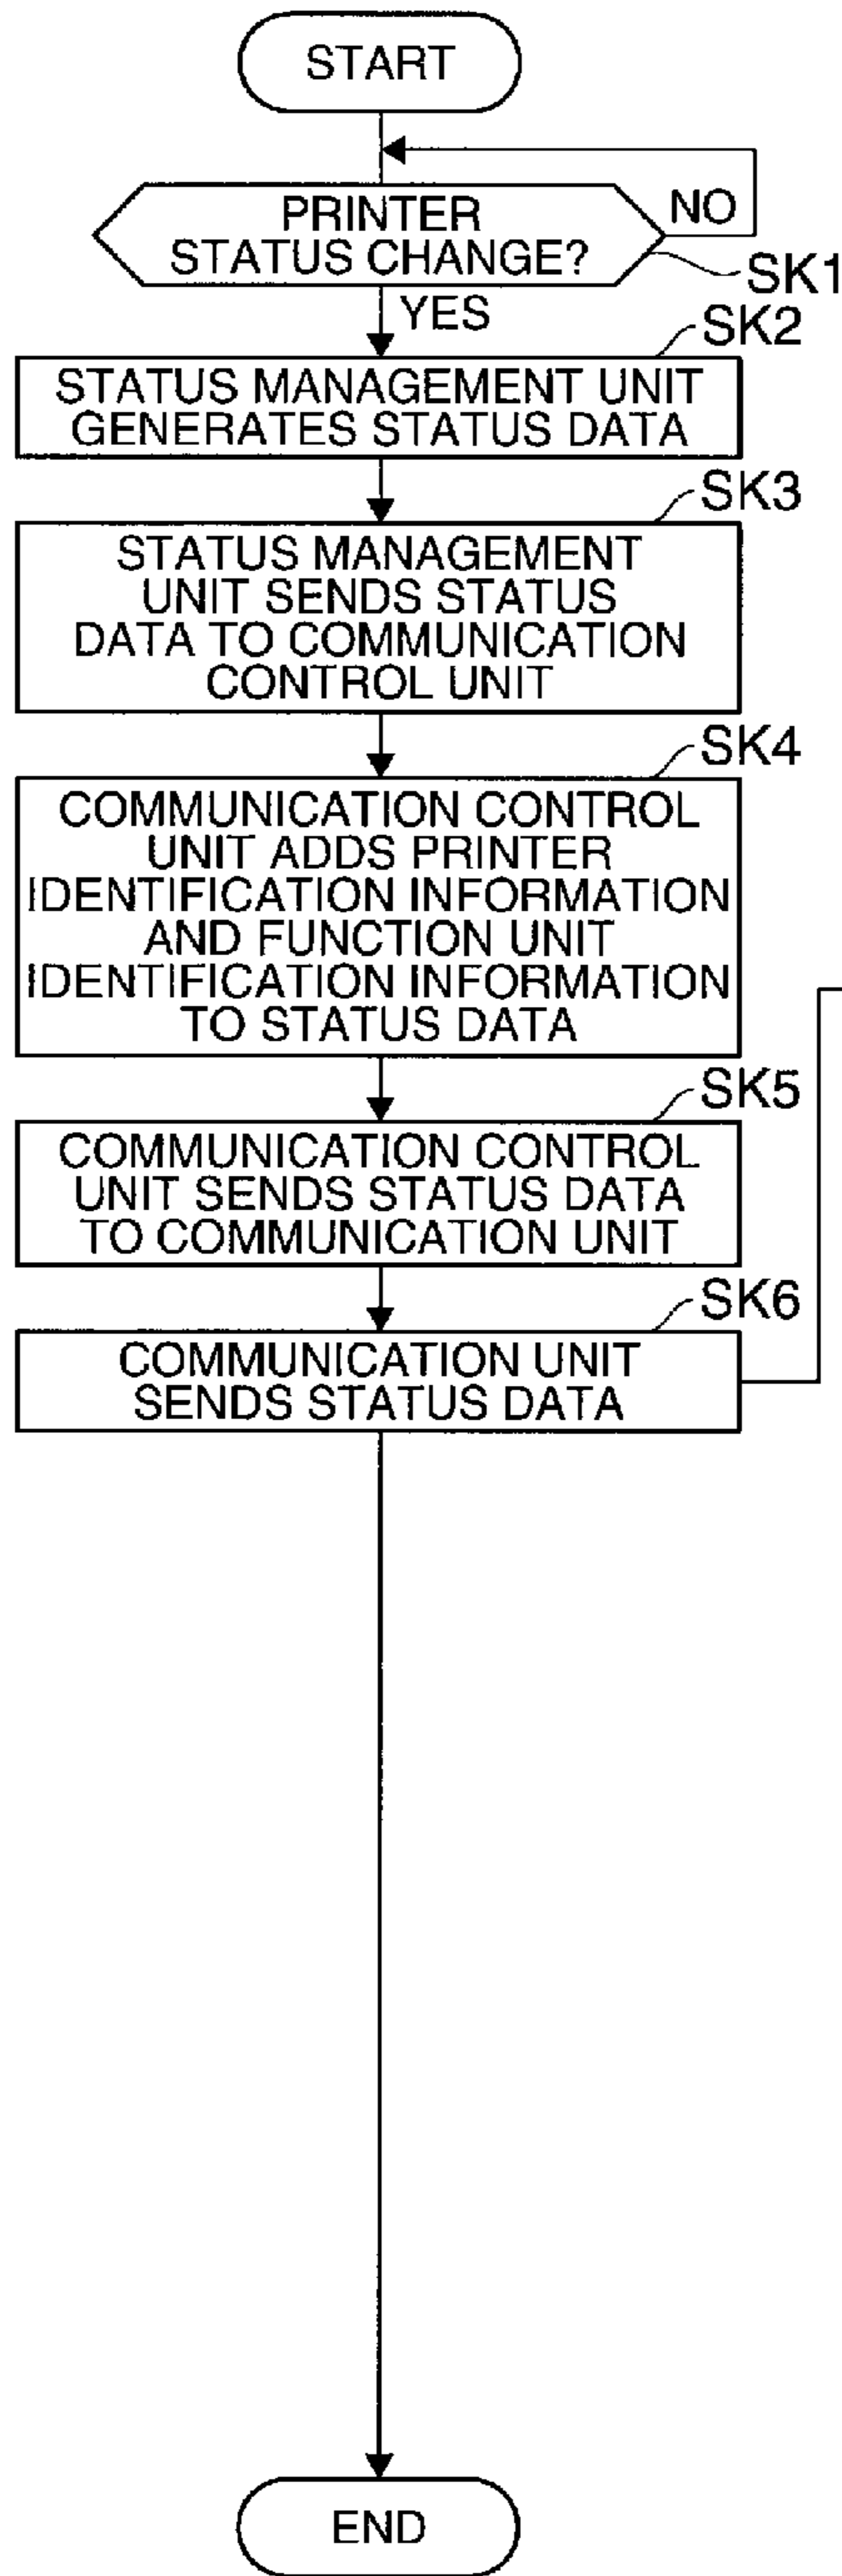 START
PRINTER
STATUS CHANGE?
NO
SK1
YES
SK2
STATUS MANAGEMENT UNIT
GENERATES STATUS DATA
SK3
STATUS MANAGEMENT
UNIT SENDS STATUS
DATA TO COMMUNICATION
CONTROL UNIT
SK4
COMMUNICATION CONTROL
UNIT ADDS PRINTER
IDENTIFICATION INFORMATION
AND FUNCTION UNIT
IDENTIFICATION INFORMATION
TO STATUS DATA
SK5
COMMUNICATION CONTROL
UNIT SENDS STATUS DATA
TO COMMUNICATION UNIT
SK6
COMMUNICATION UNIT
SENDS STATUS DATA
END